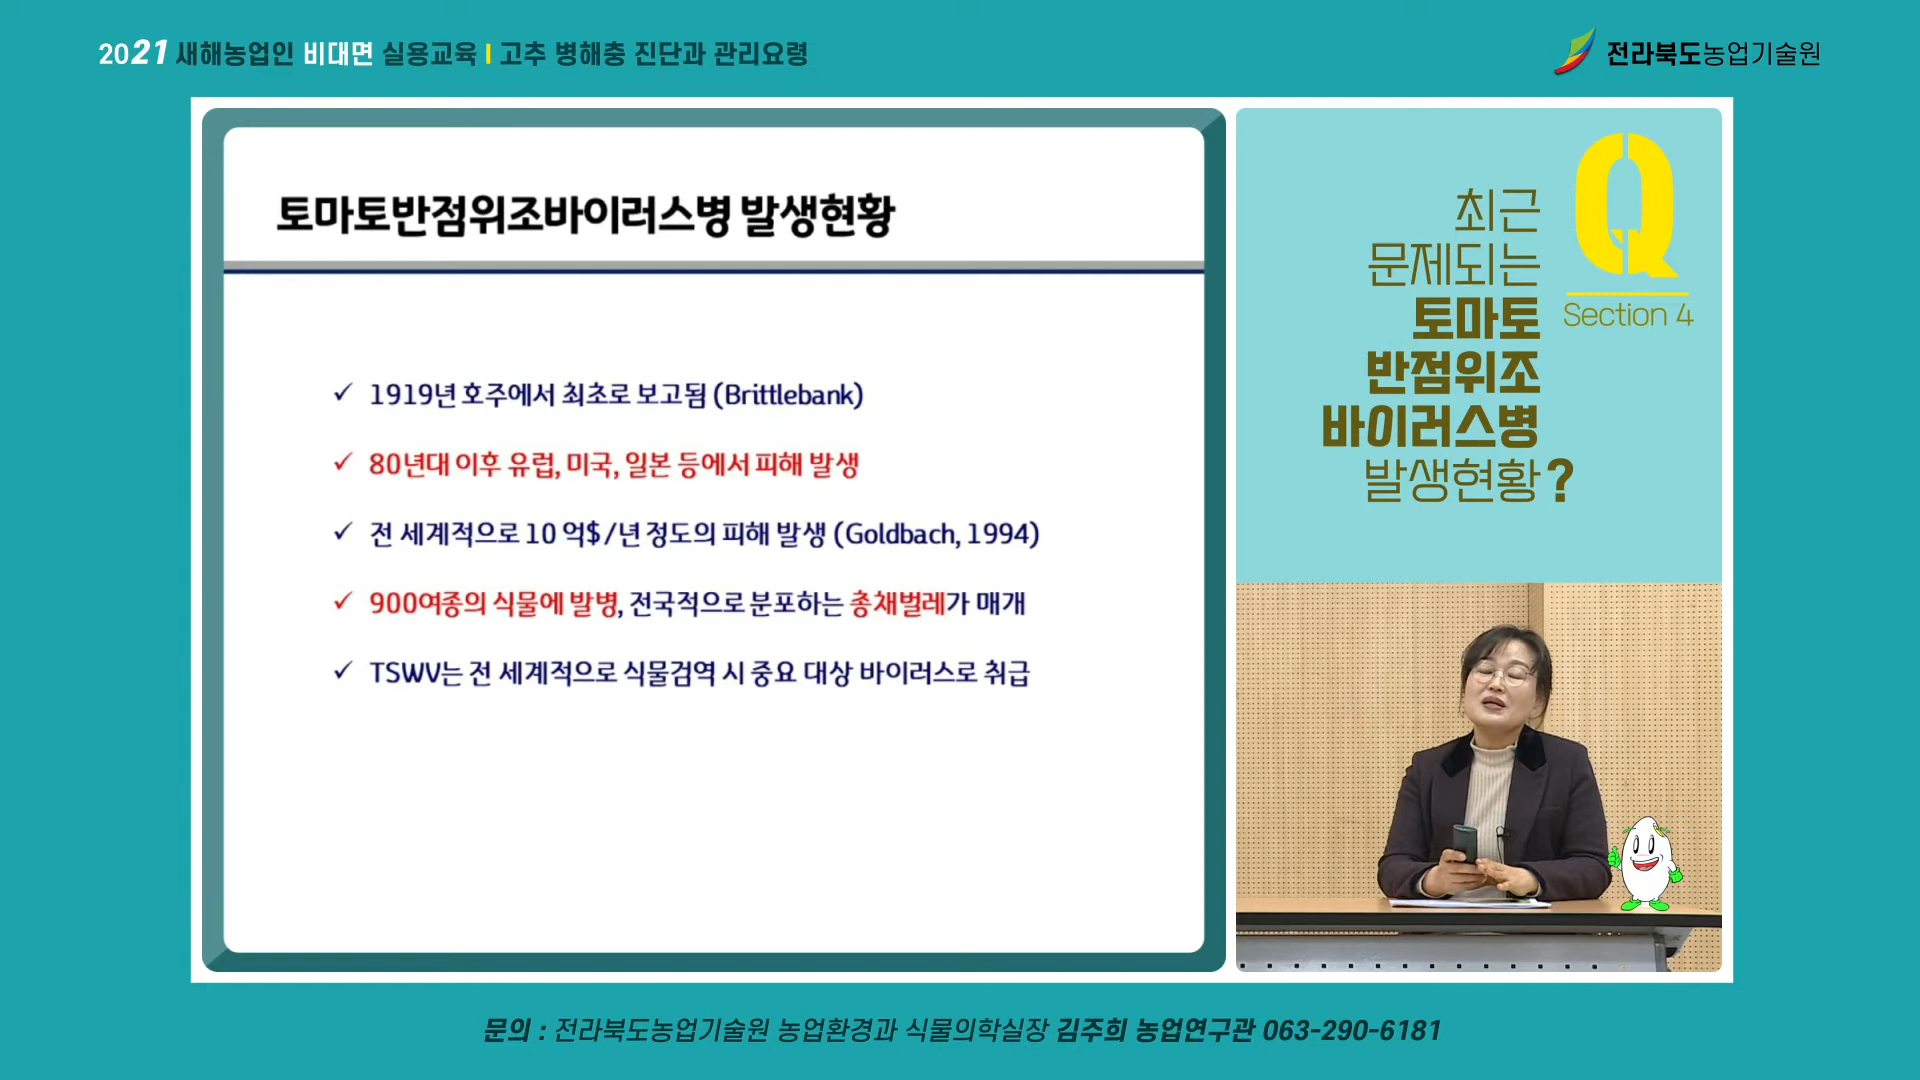 2021 새해농업인 비대면 실용교육 I 고추 병해충 진단과 관리요령
전라북도농업기술원
토마토반점위조바이러스병 발생현황
✓ 1919년 호주에서 최초로 보고됨 (Brittlebank)
✓ 80년대 이후 유럽, 미국, 일본 등에서 피해 발생
✓ 전 세계적으로 10 억$/년 정도의 피해 발생 (Goldbach, 1994)
✓ 900여종의 식물에 발병, 전국적으로 분포하는 총채벌레가 매개
✓ TSWV는 전 세계적으로 식물검역 시 중요 대상 바이러스로 취급
Q
Section 4
최근
문제되는
토마토
반점위조
바이러스병
발생현황?
문의 : 전라북도농업기술원 농업환경과 식물의학실장 김주희 농업연구관 063-290-6181